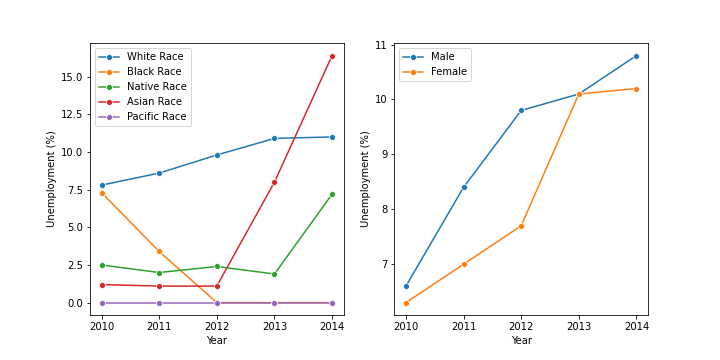 White Race
Black Race
Native Race
Asian Race
Pacific Race
15.0
12.5
10.0
7.5
5.0
2.5
0.0
Unemployment (%)
2010 2011 2012 2013 2014
Year
Male
Female
11
10
9
8
7
Unemployment (%)
2010 2011 2012 2013 2014
Year